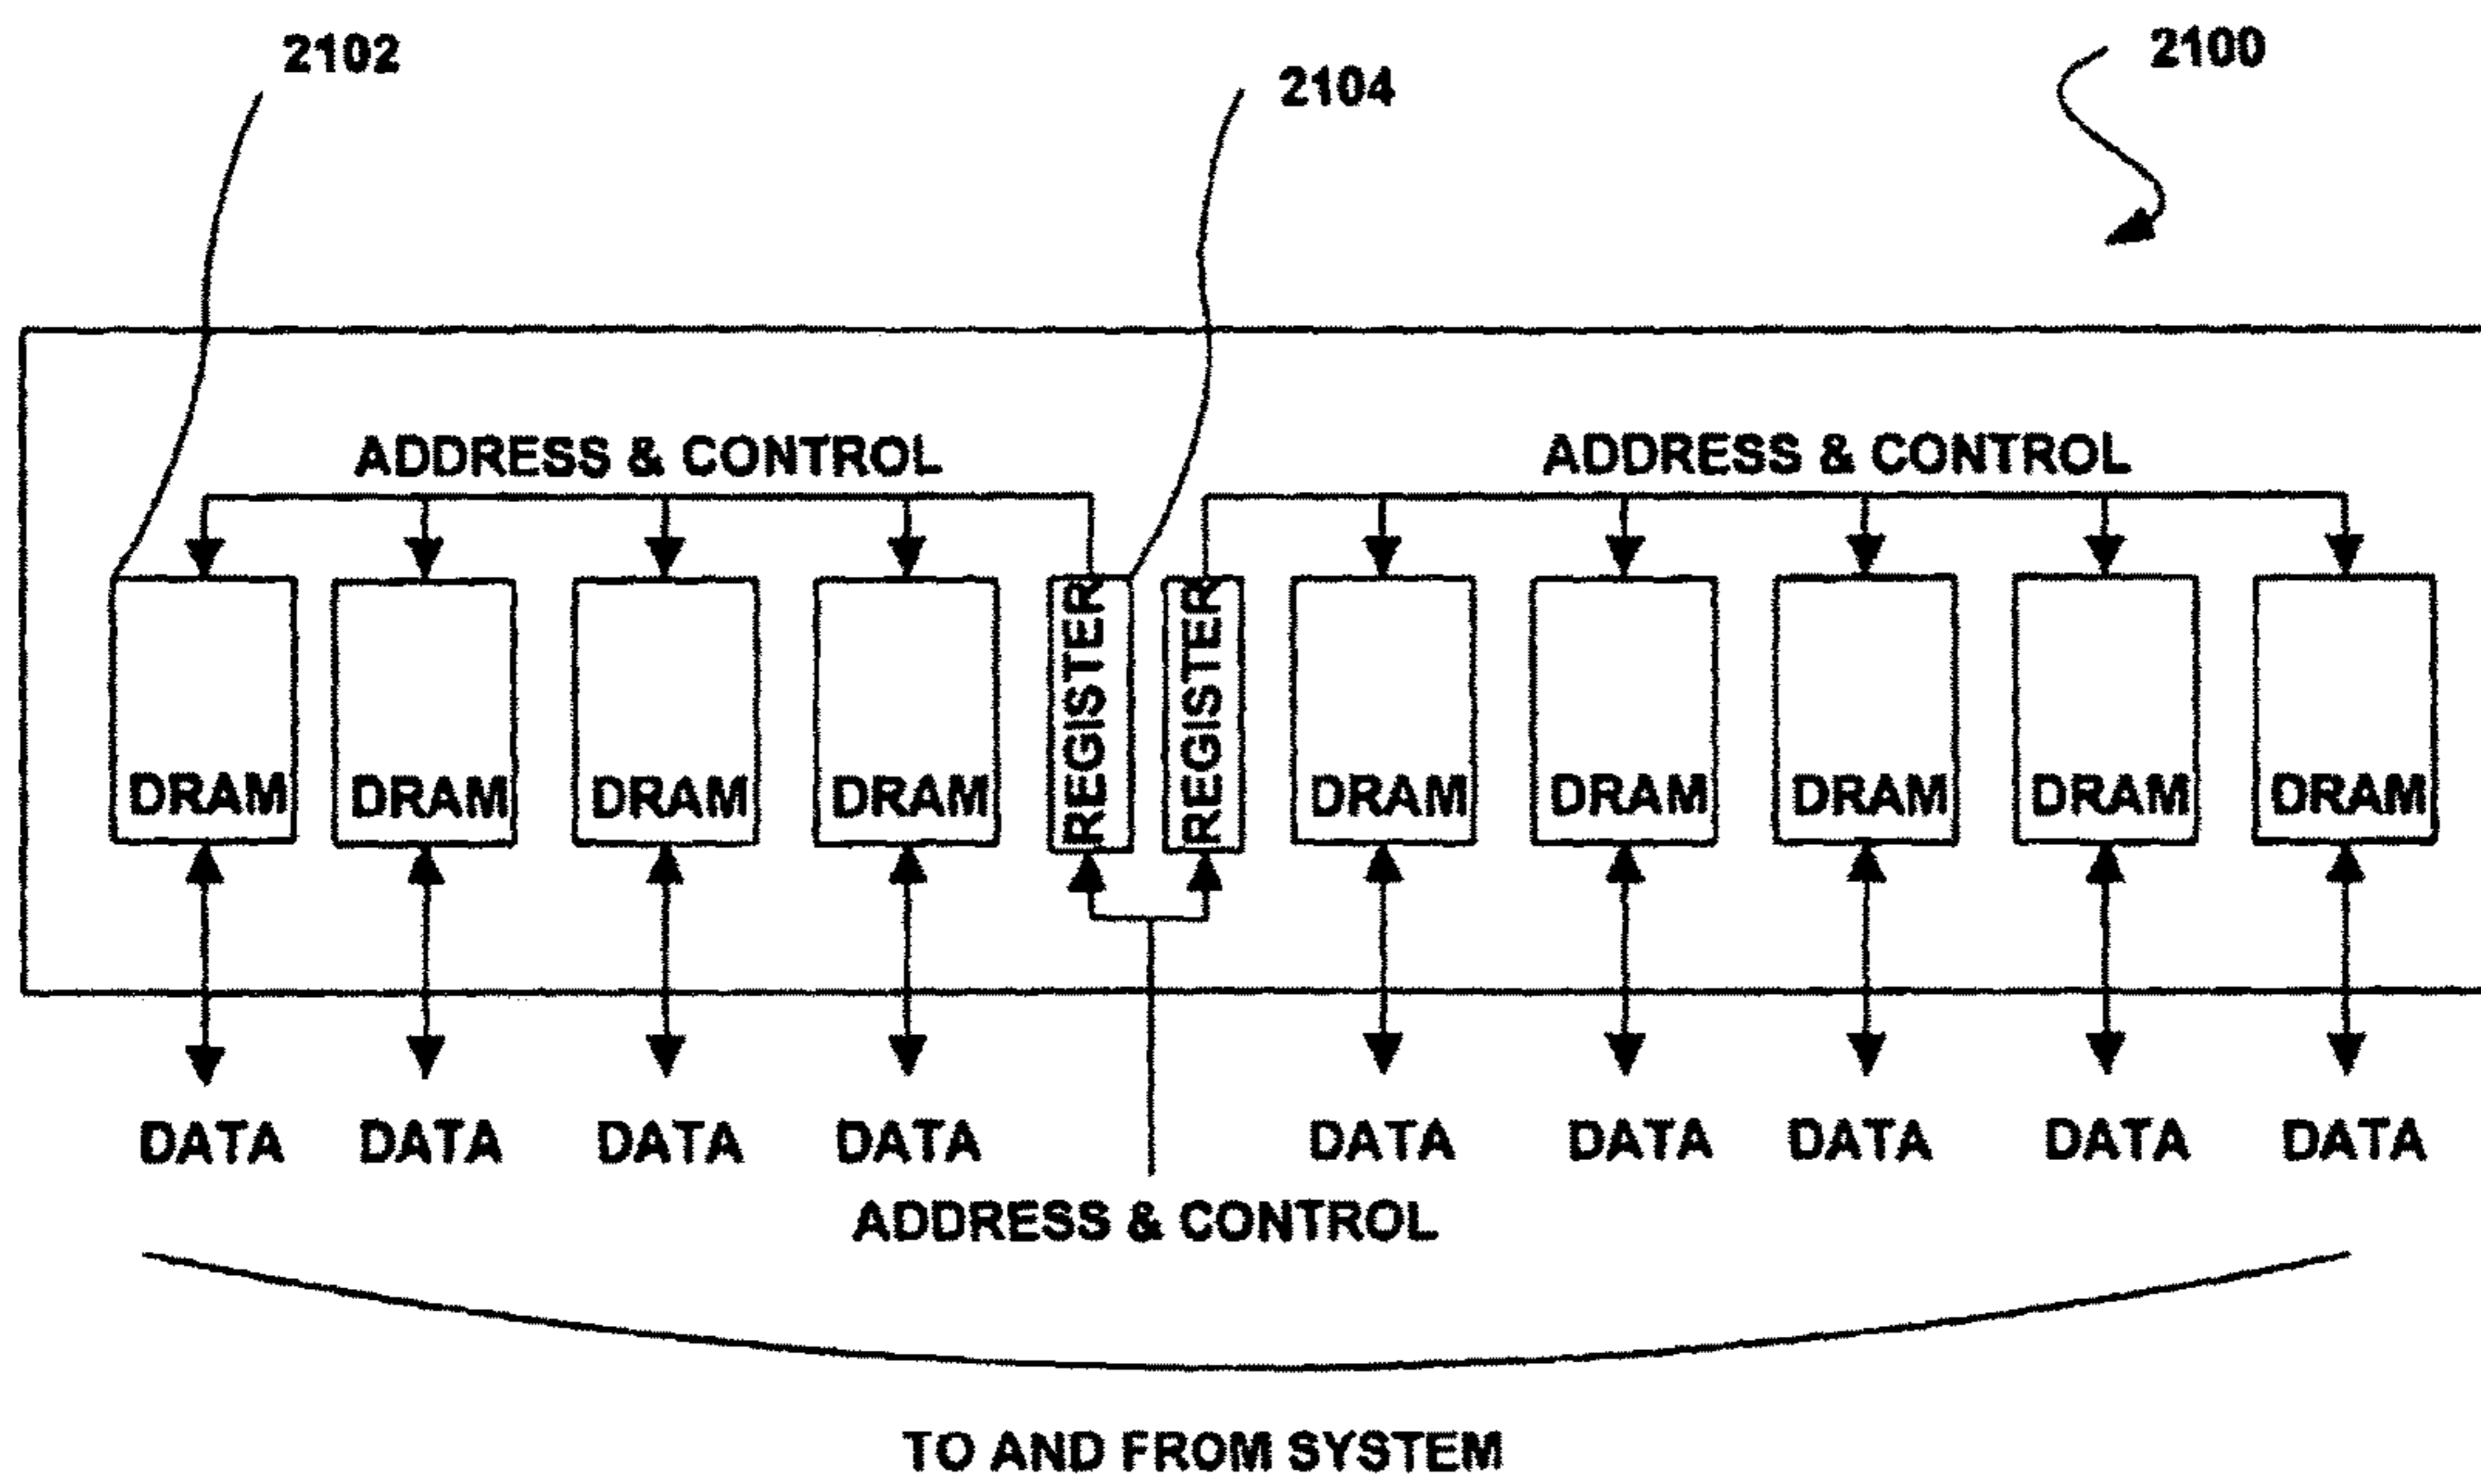 2102
2104
2100
ADDRESS & CONTROL
ADDRESS & CONTROL
REGISTER
REGISTER
DRAM DRAM DRAM DRAM DRAM DRAM DRAM DRAM DRAM
DATA DATA DATA DATA DATA DATA DATA DATA DATA
ADDRESS & CONTROL
TO AND FROM SYSTEM